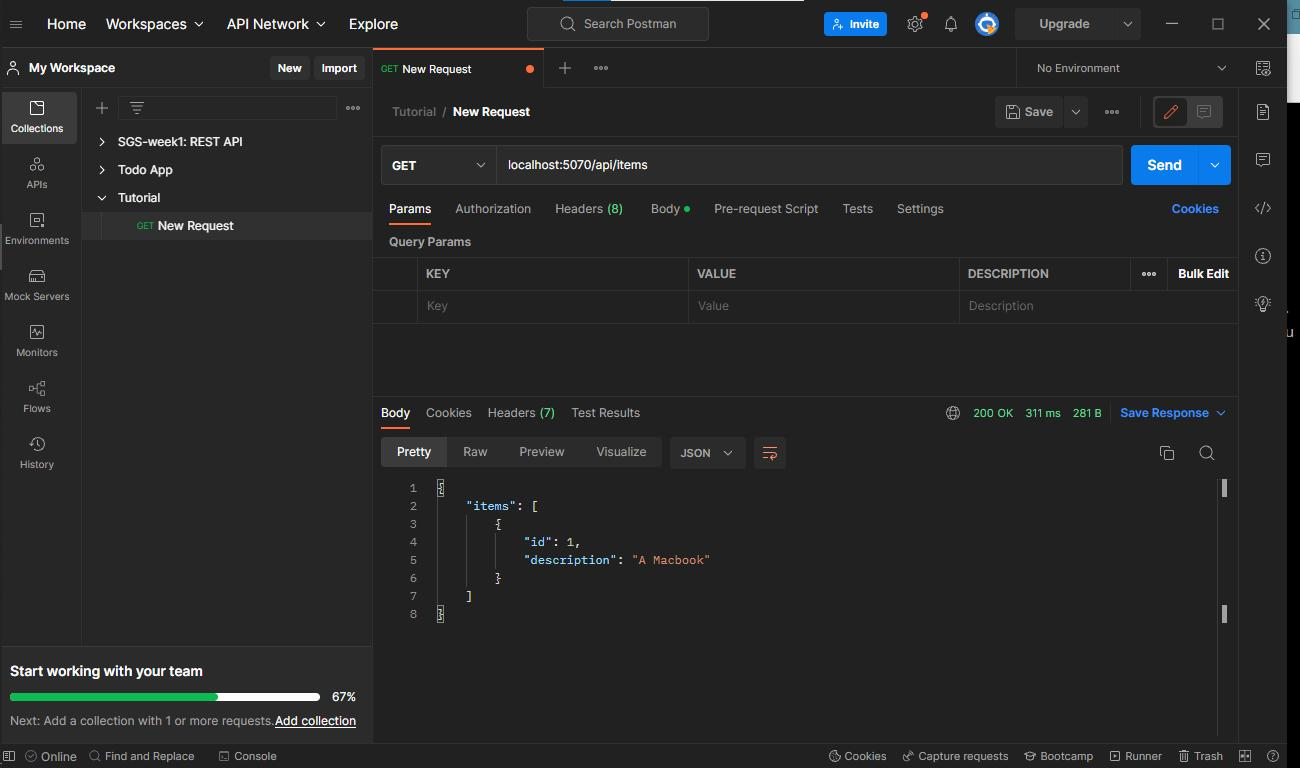 Home Workspaces API Network Explore Search Postman Invite Upgrade
My Workspace New Import
GET New Request
No Environment
Collections
APIs
Environments
Mock Servers
Monitors
Flows
History
SGS-week1: REST API
Todo App
Tutorial
GET New Request
Start working with your team
67%
Next: Add a collection with 1 or more requests. Add collection
Tutorial / New Request Save
GET localhost:5070/api/items Send
Params Authorization Headers (8) Body Pre-request Script Tests Settings Cookies
Query Params
KEY VALUE DESCRIPTION Bulk Edit
Key Value Description
Body Cookies Headers (7) Test Results 200 OK 311 ms 281 B Save Response
Pretty Raw Preview Visualize JSON
1 {
2 "items": [
3 {
4 "id": 1,
5 "description": "A Macbook"
6 }
7 ]
8 }
u
Online Find and Replace Console Cookies Capture requests Bootcamp Runner Trash